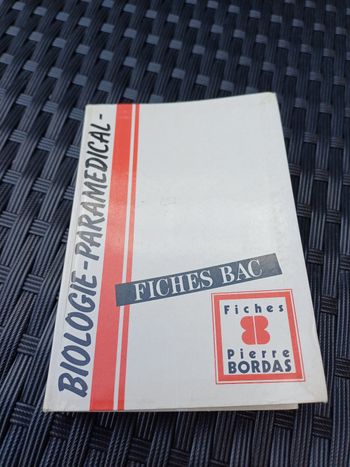 BIOLOGIE-PARAMEDICAL-
FICHES BAC
Fiches
Pierre
BORDAS